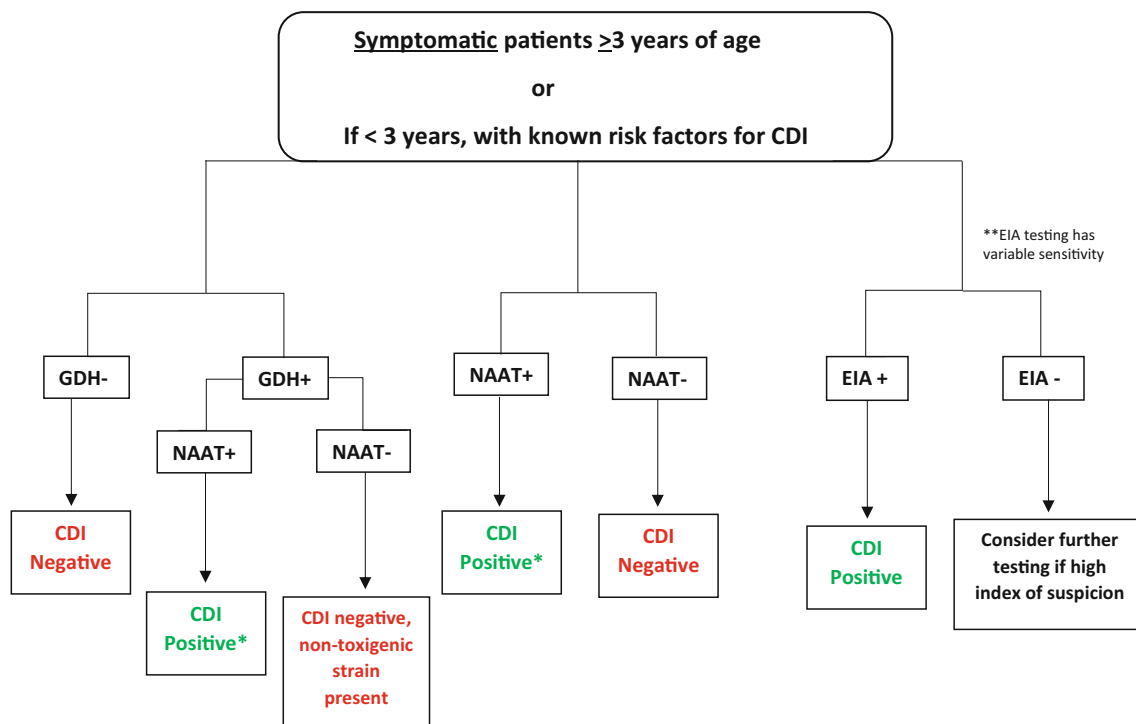 Symptomatic patients >3 years of age
or
If < 3 years, with known risk factors for CDI
**EIA testing has
variable sensitivity
GDH-
GDH+
NAAT+
NAAT-
EIA +
EIA -
NAAT+
NAAT-
CDI
Negative
CDI
Positive*
CDI negative,
non-toxigenic
strain
present
CDI
Positive*
CDI
Negative
CDI
Positive
Consider further
testing if high
index of suspicion